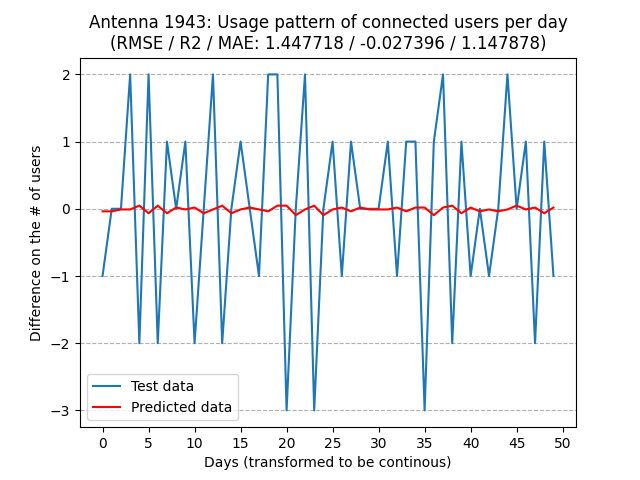 Antenna 1943: Usage pattern of connected users per day
(RMSE / R2 / MAE: 1.447718 / -0.027396 / 1.147878)
Difference on the # of users
2
1
0
−1
−2
−3
Test data
Predicted data
0 5 10 15 20 25 30 35 40 45 50
Days (transformed to be continous)